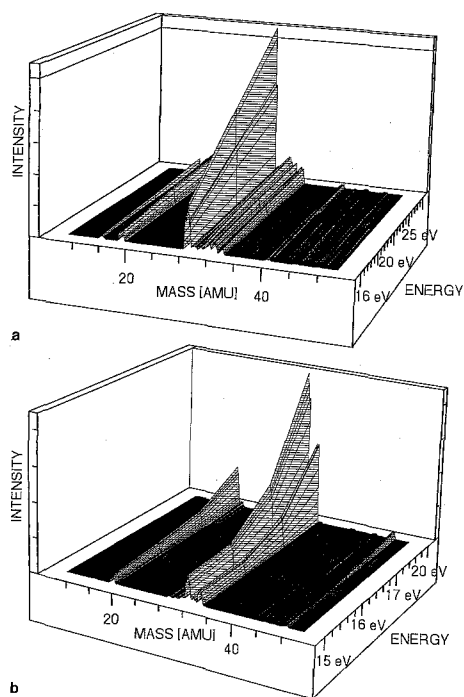 INTENSITY
20
MASS [AMU]
40
16 eV
20 eV
25 eV
ENERGY
a
INTENSITY
20
MASS [AMU]
40
15 eV
16 eV
17 eV
20 eV
ENERGY
b